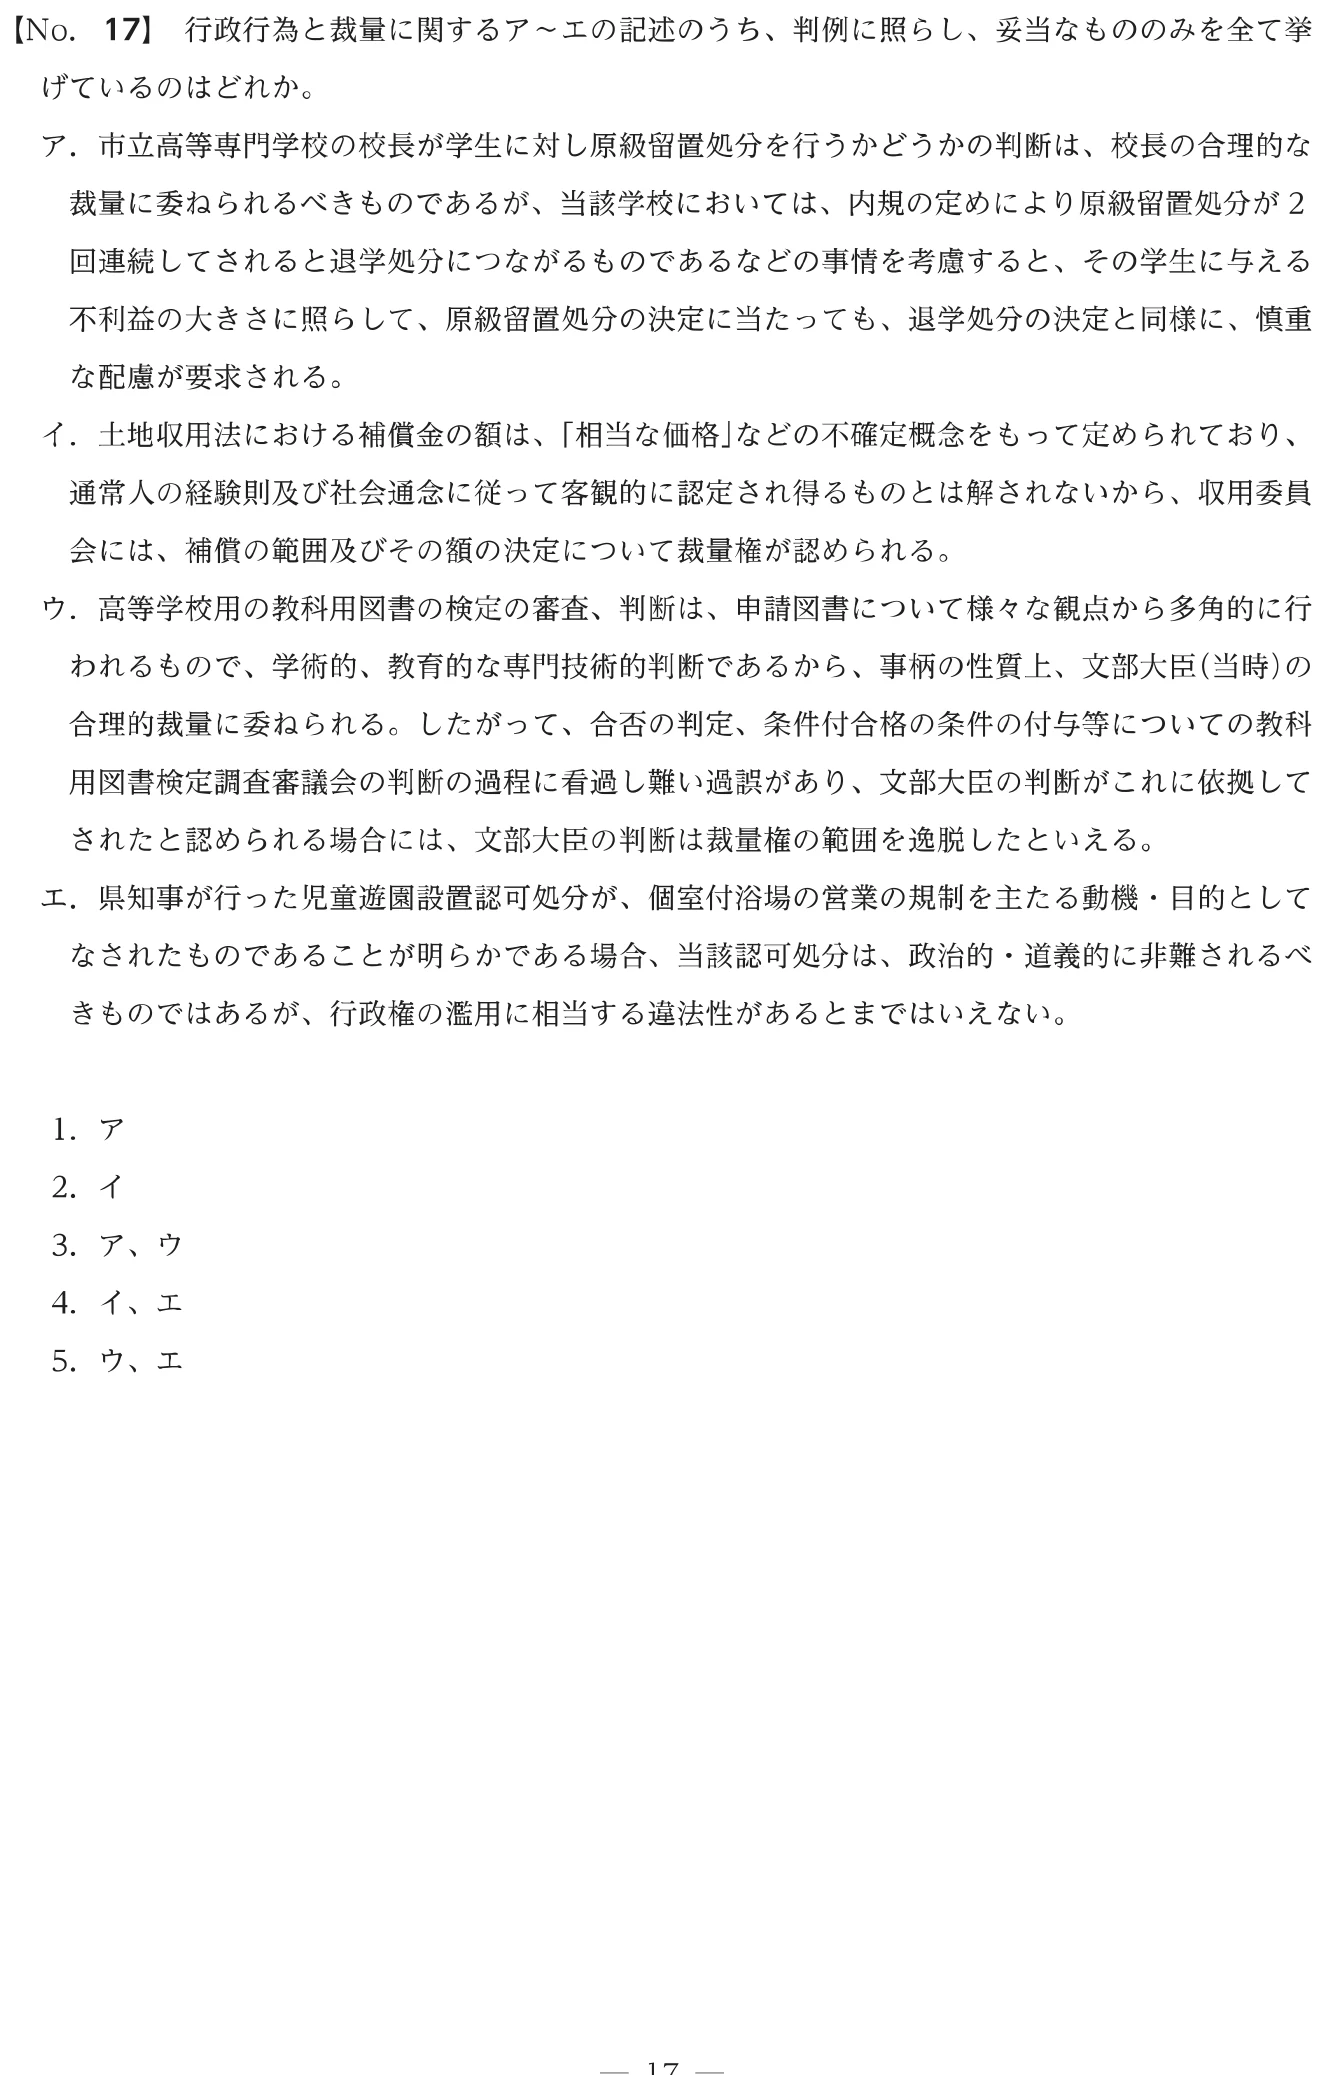 【No. 17】 行政行為と裁量に関するア～エの記述のうち、判例に照らし、妥当なもののみを全て挙
げているのはどれか。
ア．市立高等専門学校の校長が学生に対し原級留置処分を行うかどうかの判断は、校長の合理的な
裁量に委ねられるべきものであるが、当該学校においては、内規の定めにより原級留置処分が２
回連続してされると退学処分につながるものであるなどの事情を考慮すると、その学生に与える
不利益の大きさに照らして、原級留置処分の決定に当たっても、退学処分の決定と同様に、慎重
な配慮が要求される。
イ．土地収用法における補償金の額は、「相当な価格」などの不確定概念をもって定められており、
通常人の経験則及び社会通念に従って客観的に認定され得るものとは解されないから、収用委員
会には、補償の範囲及びその額の決定について裁量権が認められる。
ウ．高等学校用の教科用図書の検定の審査、判断は、申請図書について様々な観点から多角的に行
われるもので、学術的、教育的な専門技術的判断であるから、事柄の性質上、文部大臣（当時）の
合理的裁量に委ねられる。したがって、合否の判定、条件付合格の条件の付与等についての教科
用図書検定調査審議会の判断の過程に看過し難い過誤があり、文部大臣の判断がこれに依拠して
されたと認められる場合には、文部大臣の判断は裁量権の範囲を逸脱したといえる。
エ．県知事が行った児童遊園設置認可処分が、個室付浴場の営業の規制を主たる動機・目的として
なされたものであることが明らかである場合、当該認可処分は、政治的・道義的に非難されるべ
きものではあるが、行政権の濫用に相当する違法性があるとまではいえない。
1．ア
2．イ
3．ア、ウ
4．イ、エ
5．ウ、エ
― 17 ―